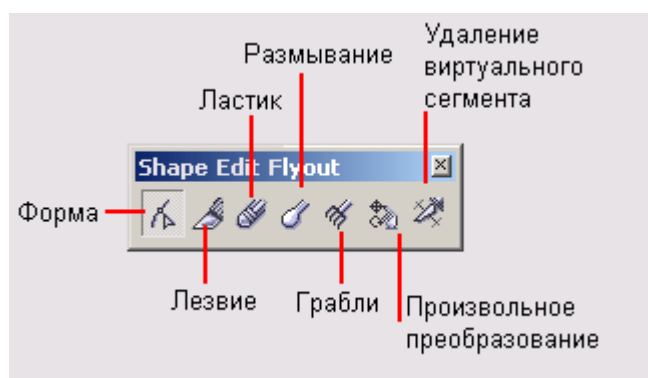 Удаление
виртуального
сегмента
Размывание
Ластик
Shape Edit Flyout
Форма
Лезвие
Грабли
Произвольное
преобразование